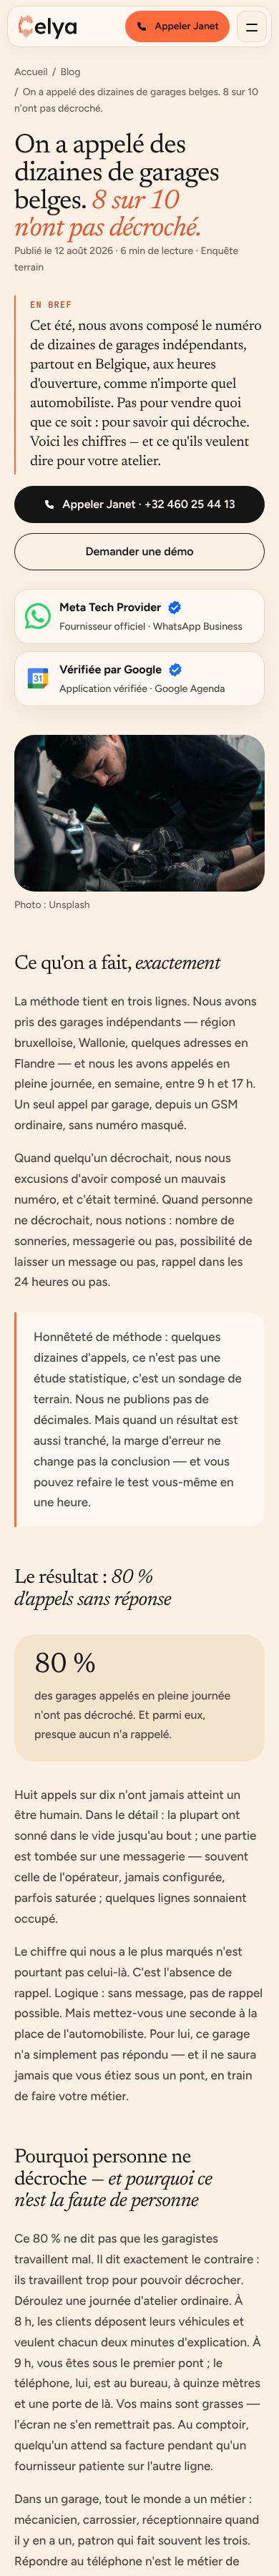 elya
Appeler Janet
Accueil / Blog
/ On a appelé des dizaines de garages belges. 8 sur 10
n'ont pas décroché.
On a appelé des
dizaines de garages
belges. 8 sur 10
n'ont pas décroché.
Publié le 12 août 2026 · 6 min de lecture · Enquête
terrain
EN BREF
Cet été, nous avons composé le numéro
de dizaines de garages indépendants,
partout en Belgique, aux heures
d'ouverture, comme n'importe quel
automobiliste. Pas pour vendre quoi
que ce soit : pour savoir qui décroche.
Voici les chiffres — et ce qu'ils veulent
dire pour votre atelier.
Appeler Janet · +32 460 25 44 13
Demander une démo
Meta Tech Provider
Fournisseur officiel · WhatsApp Business
31
Vérifiée par Google
Application vérifiée · Google Agenda
Photo : Unsplash
Ce qu'on a fait, exactement
La méthode tient en trois lignes. Nous avons
pris des garages indépendants — région
bruxelloise, Wallonie, quelques adresses en
Flandre — et nous les avons appelés en
pleine journée, en semaine, entre 9 h et 17 h.
Un seul appel par garage, depuis un GSM
ordinaire, sans numéro masqué.
Quand quelqu'un décrochait, nous nous
excusions d'avoir composé un mauvais
numéro, et c'était terminé. Quand personne
ne décrochait, nous notions : nombre de
sonneries, messagerie ou pas, possibilité de
laisser un message ou pas, rappel dans les
24 heures ou pas.
Honnêteté de méthode : quelques
dizaines d'appels, ce n'est pas une
étude statistique, c'est un sondage de
terrain. Nous ne publions pas de
décimales. Mais quand un résultat est
aussi tranché, la marge d'erreur ne
change pas la conclusion — et vous
pouvez refaire le test vous-même en
une heure.
Le résultat : 80 %
d'appels sans réponse
80 %
des garages appelés en pleine journée
n'ont pas décroché. Et parmi eux,
presque aucun n'a rappelé.
Huit appels sur dix n'ont jamais atteint un
être humain. Dans le détail : la plupart ont
sonné dans le vide jusqu'au bout ; une partie
est tombée sur une messagerie — souvent
celle de l'opérateur, jamais configurée,
parfois saturée ; quelques lignes sonnaient
occupé.
Le chiffre qui nous a le plus marqués n'est
pourtant pas celui-là. C'est l'absence de
rappel. Logique : sans message, pas de rappel
possible. Mais mettez-vous une seconde à la
place de l'automobiliste. Pour lui, ce garage
n'a simplement pas répondu — et il ne saura
jamais que vous étiez sous un pont, en train
de faire votre métier.
Pourquoi personne ne
décroche — et pourquoi ce
n'est la faute de personne
Ce 80 % ne dit pas que les garagistes
travaillent mal. Il dit exactement le contraire :
ils travaillent trop pour pouvoir décrocher.
Déroulez une journée d'atelier ordinaire. À
8 h, les clients déposent leurs véhicules et
veulent chacun deux minutes d'explication. À
9 h, vous êtes sous le premier pont ; le
téléphone, lui, est au bureau, à quinze mètres
et une porte de là. Vos mains sont grasses —
l'écran ne s'en remettrait pas. Au comptoir,
quelqu'un attend sa facture pendant qu'un
fournisseur patiente sur l'autre ligne.
Dans un garage, tout le monde a un métier :
mécanicien, carrossier, réceptionnaire quand
il y en a un, patron qui fait souvent les trois.
Répondre au téléphone n'est le métier de